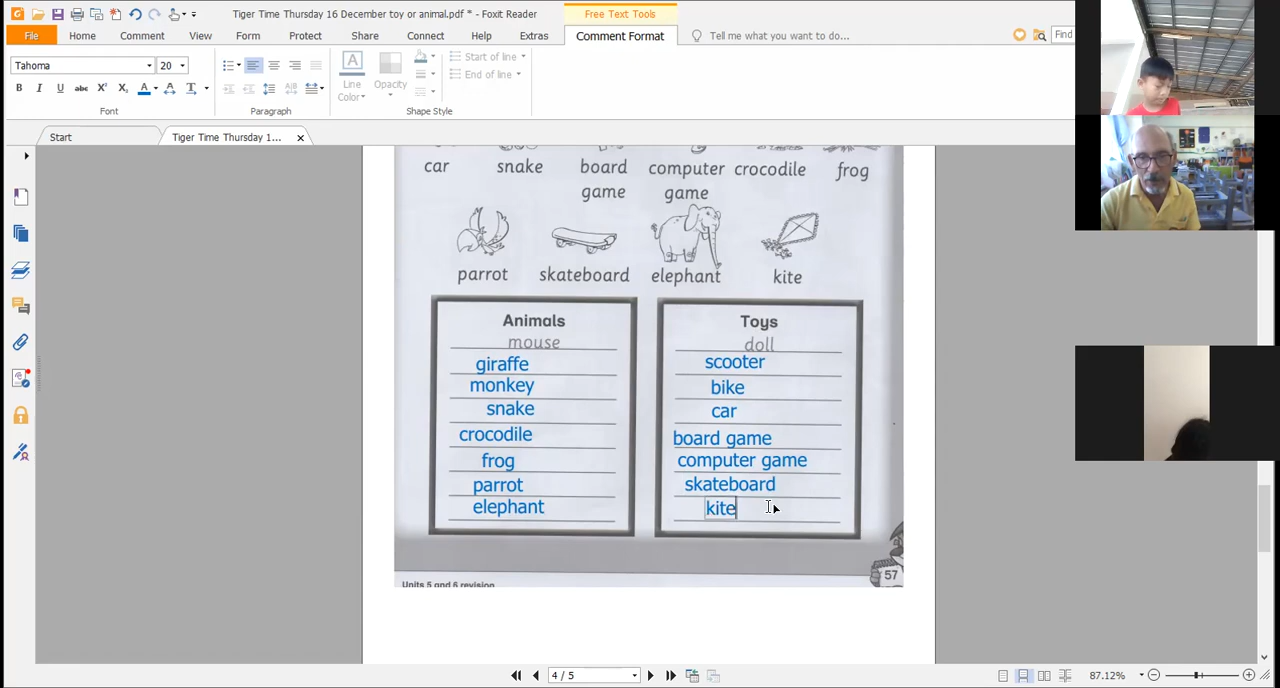 Tiger Time Thursday 16 December toy or animal.pdf * - Foxit Reader
Free Text Tools
File Home Comment View Form Protect Share Connect Help Extras Comment Format Tell me what you want to do... Find
Tahoma 20
Line Color Opacity
Start of line
End of line
Font Paragraph Shape Style
Start Tiger Time Thursday 1...
car snake board game computer game crocodile frog
parrot skateboard elephant kite
Animals
mouse
giraffe
monkey
snake
crocodile
frog
parrot
elephant
Toys
doll
scooter
bike
car
board game
computer game
skateboard
kite
Units 5 and 6 revision
57
4 / 5
87.12%